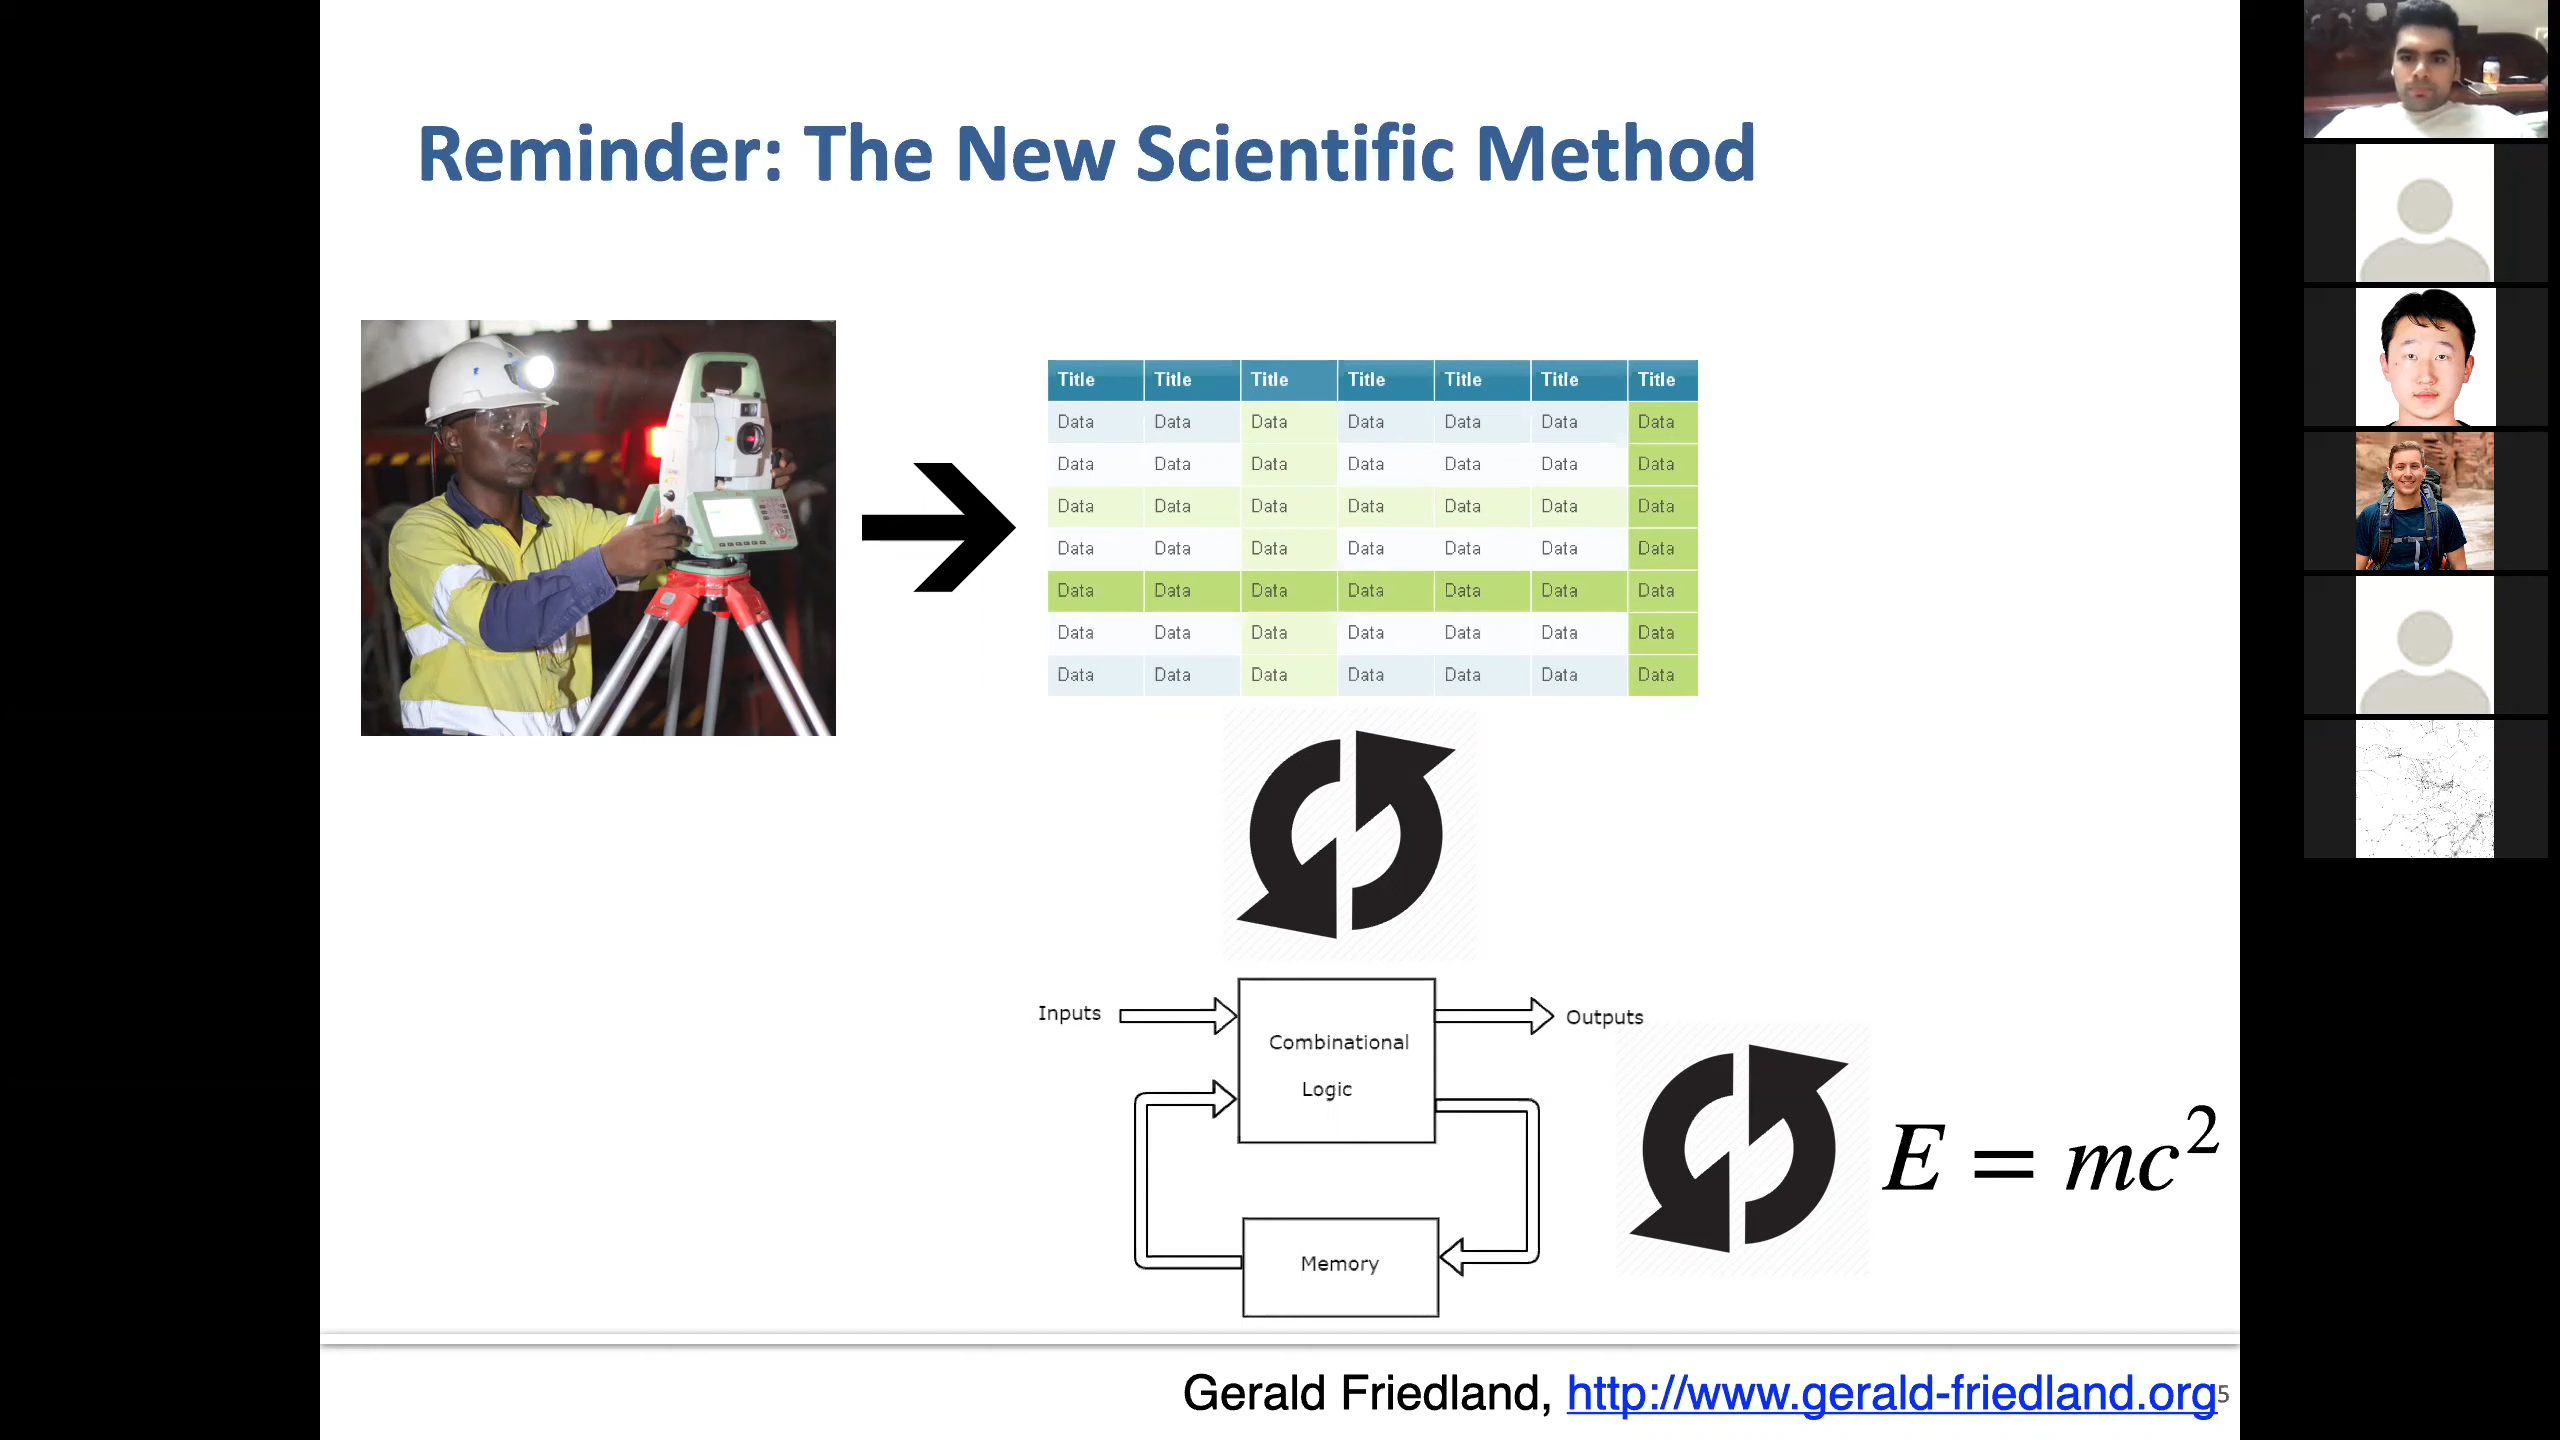 Reminder: The New Scientific Method
Title Title Title Title Title Title Title
Data Data Data Data Data Data Data
Data Data Data Data Data Data Data
Data Data Data Data Data Data Data
Data Data Data Data Data Data Data
Data Data Data Data Data Data Data
Data Data Data Data Data Data Data
Data Data Data Data Data Data Data
Inputs
Outputs
Combinational
Logic
Memory
E = mc²
Gerald Friedland, http://www.gerald-friedland.org
5